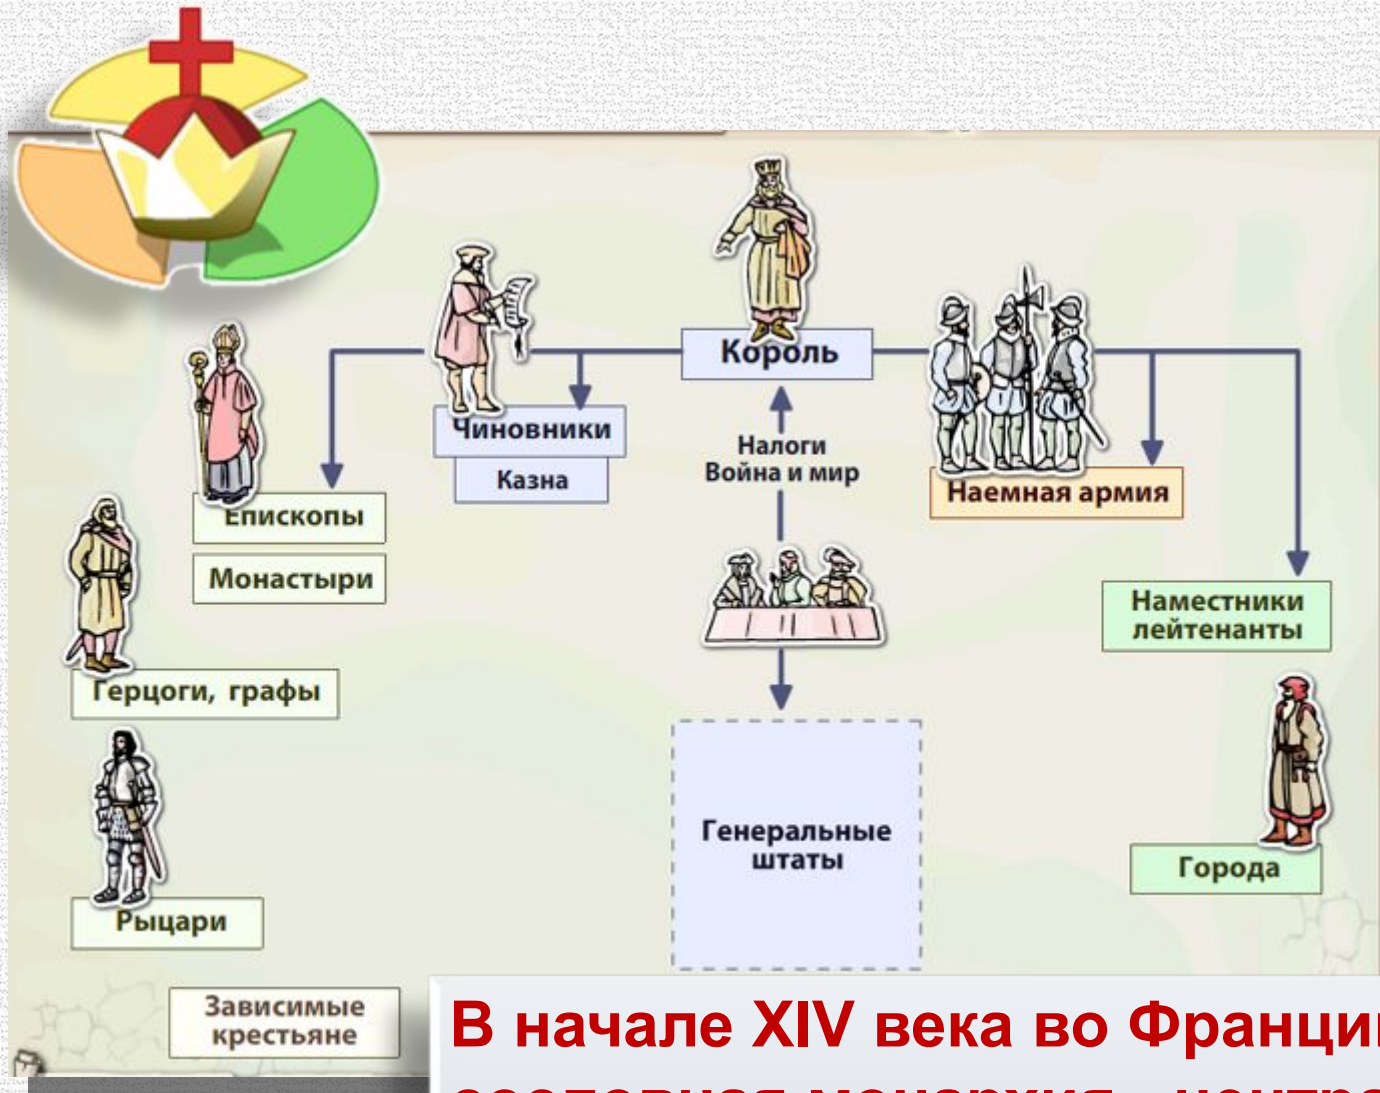 Король
Чиновники
Казна
Налоги
Война и мир
Наемная армия
Епископы
Монастыри
Наместники
лейтенанты
Герцоги, графы
Генеральные
штаты
Города
Рыцари
Зависимые
крестьяне
В начале XIV века во Франци